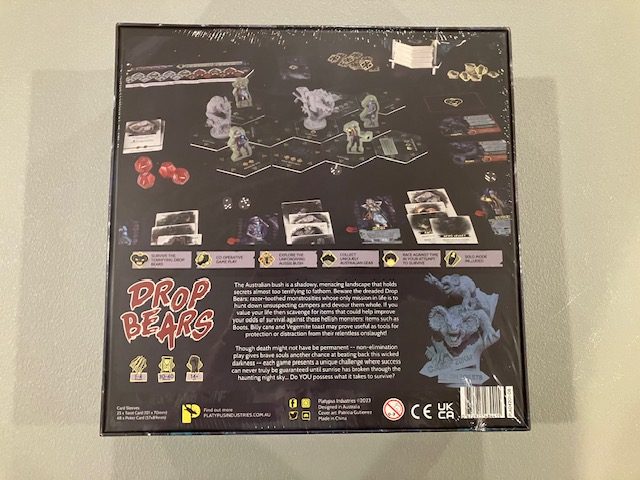 SURVIVE THE
TERRIFYING DROP
BEARS
CO-OPERATIVE
GAME PLAY
EXPLORE THE
UNFORGIVING
AUSSIE BUSH
COLLECT
UNIQUELY
AUSTRALIAN GEAR
RACE AGAINST TIME
IN YOUR ATTEMPT
TO SURVIVE
SOLO MODE
INCLUDED
DROP
BEARS
The Australian bush is a shadowy, menacing landscape that holds
secrets almost too terrifying to fathom. Beware the dreaded Drop
Bears: razor-toothed monstrosities whose only mission in life is to
hunt down unsuspecting campers and devour them whole. If you
value your life then scavenge for items that could help improve
your odds of survival against these hellish monsters: items such as
Boots, Billy cans and Vegemite toast may prove useful as tools for
protection or distraction from their relentless onslaught!
Though death might not have be permanent -- non-elimination
play gives brave souls another chance at beating back this wicked
darkness -- each game presents a unique challenge where success
can never truly be guaranteed until sunrise has broken through the
haunting night sky... Do YOU possess what it takes to survive?
14+
Card Sleeves
Find out more
PLATYPUSINDUSTRIES.COM.AU
Platypus Industries ©2023
Designed in Australia
Cover art: Patricio Gutierrez
Made in China
0-3
CE
UK
CA